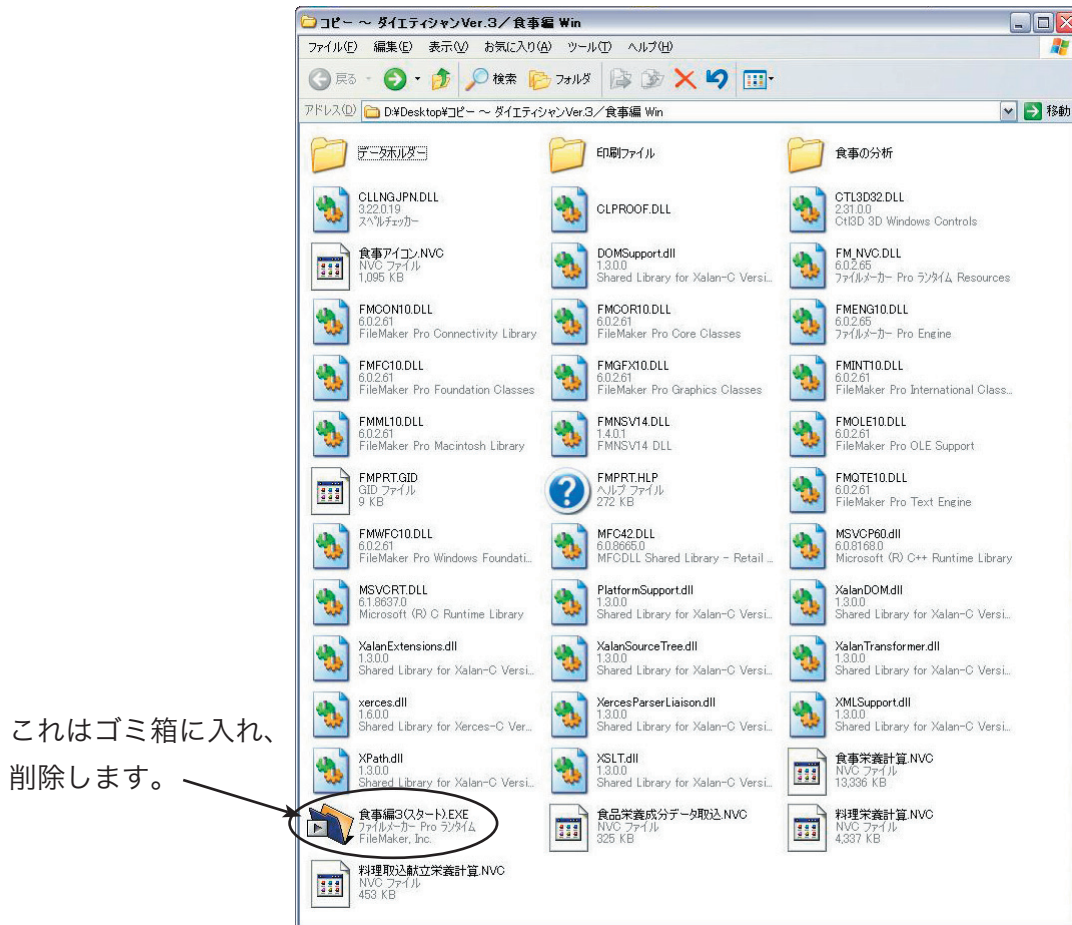 コピー ～ ダイエティシャンVer.3／食事編 Win
ファイル(F) 編集(E) 表示(V) お気に入り(A) ツール(T) ヘルプ(H)
戻る 検索 フォルダ
アドレス(D) D:¥Desktop¥コピー ～ ダイエティシャンVer.3／食事編 Win 移動
データホルダー 印刷ファイル 食事の分析
CLLNGJPN.DLL
3.22.0.19
スペルチェッカー
CLPROOF.DLL
CTL3D32.DLL
2.31.0.0
Ctl3D 3D Windows Controls
食事アイコン.NVC
NVC ファイル
1,095 KB
DOMSupport.dll
1.3.0.0
Shared Library for Xalan-C Versi...
FM_NVC.DLL
6.0.2.65
ファイルメーカー Pro ランタイム Resources
FMCON10.DLL
6.0.2.61
FileMaker Pro Connectivity Library
FMCOR10.DLL
6.0.2.61
FileMaker Pro Core Classes
FMENG10.DLL
6.0.2.65
ファイルメーカー Pro Engine
FMFC10.DLL
6.0.2.61
FileMaker Pro Foundation Classes
FMGFX10.DLL
6.0.2.61
FileMaker Pro Graphics Classes
FMINT10.DLL
6.0.2.61
FileMaker Pro International Class...
FMML10.DLL
6.0.2.61
FileMaker Pro Macintosh Library
FMNSV14.DLL
1.4.0.1
FMNSV14 DLL
FMOLE10.DLL
6.0.2.61
FileMaker Pro OLE Support
FMPRT.GID
GID ファイル
9 KB
FMPRT.HLP
ヘルプ ファイル
272 KB
FMQTE10.DLL
6.0.2.61
FileMaker Pro Text Engine
FMWFC10.DLL
6.0.2.61
FileMaker Pro Windows Foundati...
MFC42.DLL
6.0.8665.0
MFCDLL Shared Library - Retail ...
MSVCP60.dll
6.0.8168.0
Microsoft (R) C++ Runtime Library
MSVCRT.DLL
6.1.8637.0
Microsoft (R) C Runtime Library
PlatformSupport.dll
1.3.0.0
Shared Library for Xalan-C Versi...
XalanDOM.dll
1.3.0.0
Shared Library for Xalan-C Versi...
XalanExtensions.dll
1.3.0.0
Shared Library for Xalan-C Versi...
XalanSourceTree.dll
1.3.0.0
Shared Library for Xalan-C Versi...
XalanTransformer.dll
1.3.0.0
Shared Library for Xalan-C Versi...
xerces.dll
1.6.0.0
Shared Library for Xerces-C Ver...
XercesParserLiaison.dll
1.3.0.0
Shared Library for Xalan-C Versi...
XMLSupport.dll
1.3.0.0
Shared Library for Xalan-C Versi...
XPath.dll
1.3.0.0
Shared Library for Xalan-C Versi...
XSLT.dll
1.3.0.0
Shared Library for Xalan-C Versi...
食事栄養計算.NVC
NVC ファイル
13,336 KB
食事編3(スタート).EXE
ファイルメーカー Pro ランタイム
FileMaker, Inc.
食品栄養成分データ取込.NVC
NVC ファイル
325 KB
料理栄養計算.NVC
NVC ファイル
4,337 KB
料理取込献立栄養計算.NVC
NVC ファイル
453 KB
これはゴミ箱に入れ、
削除します。